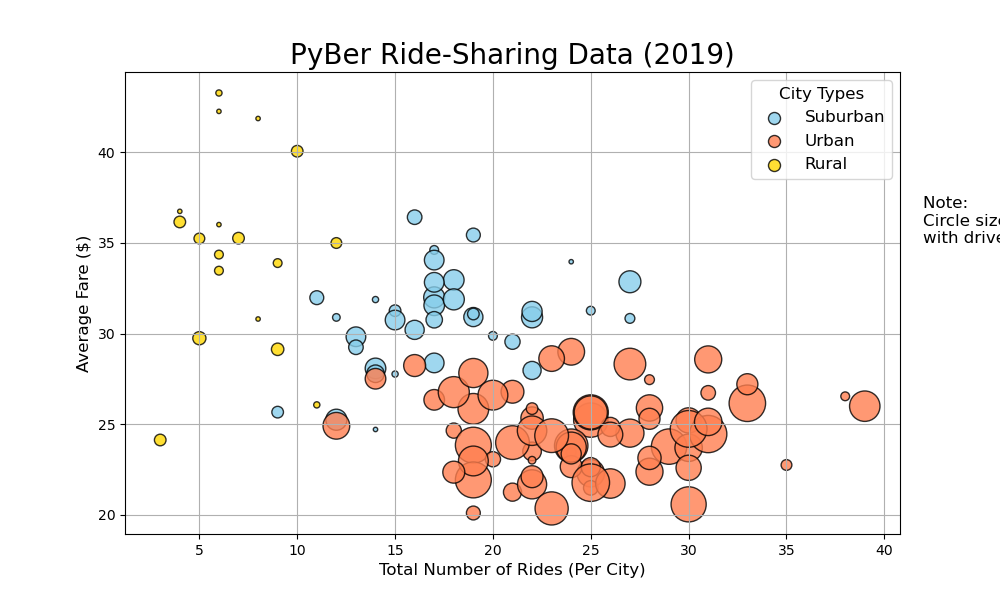 PyBer Ride-Sharing Data (2019)
City Types
Suburban
Urban
Rural
40
35
30
25
20
Average Fare ($)
Note:
Circle size
with drive
5 10 15 20 25 30 35 40
Total Number of Rides (Per City)